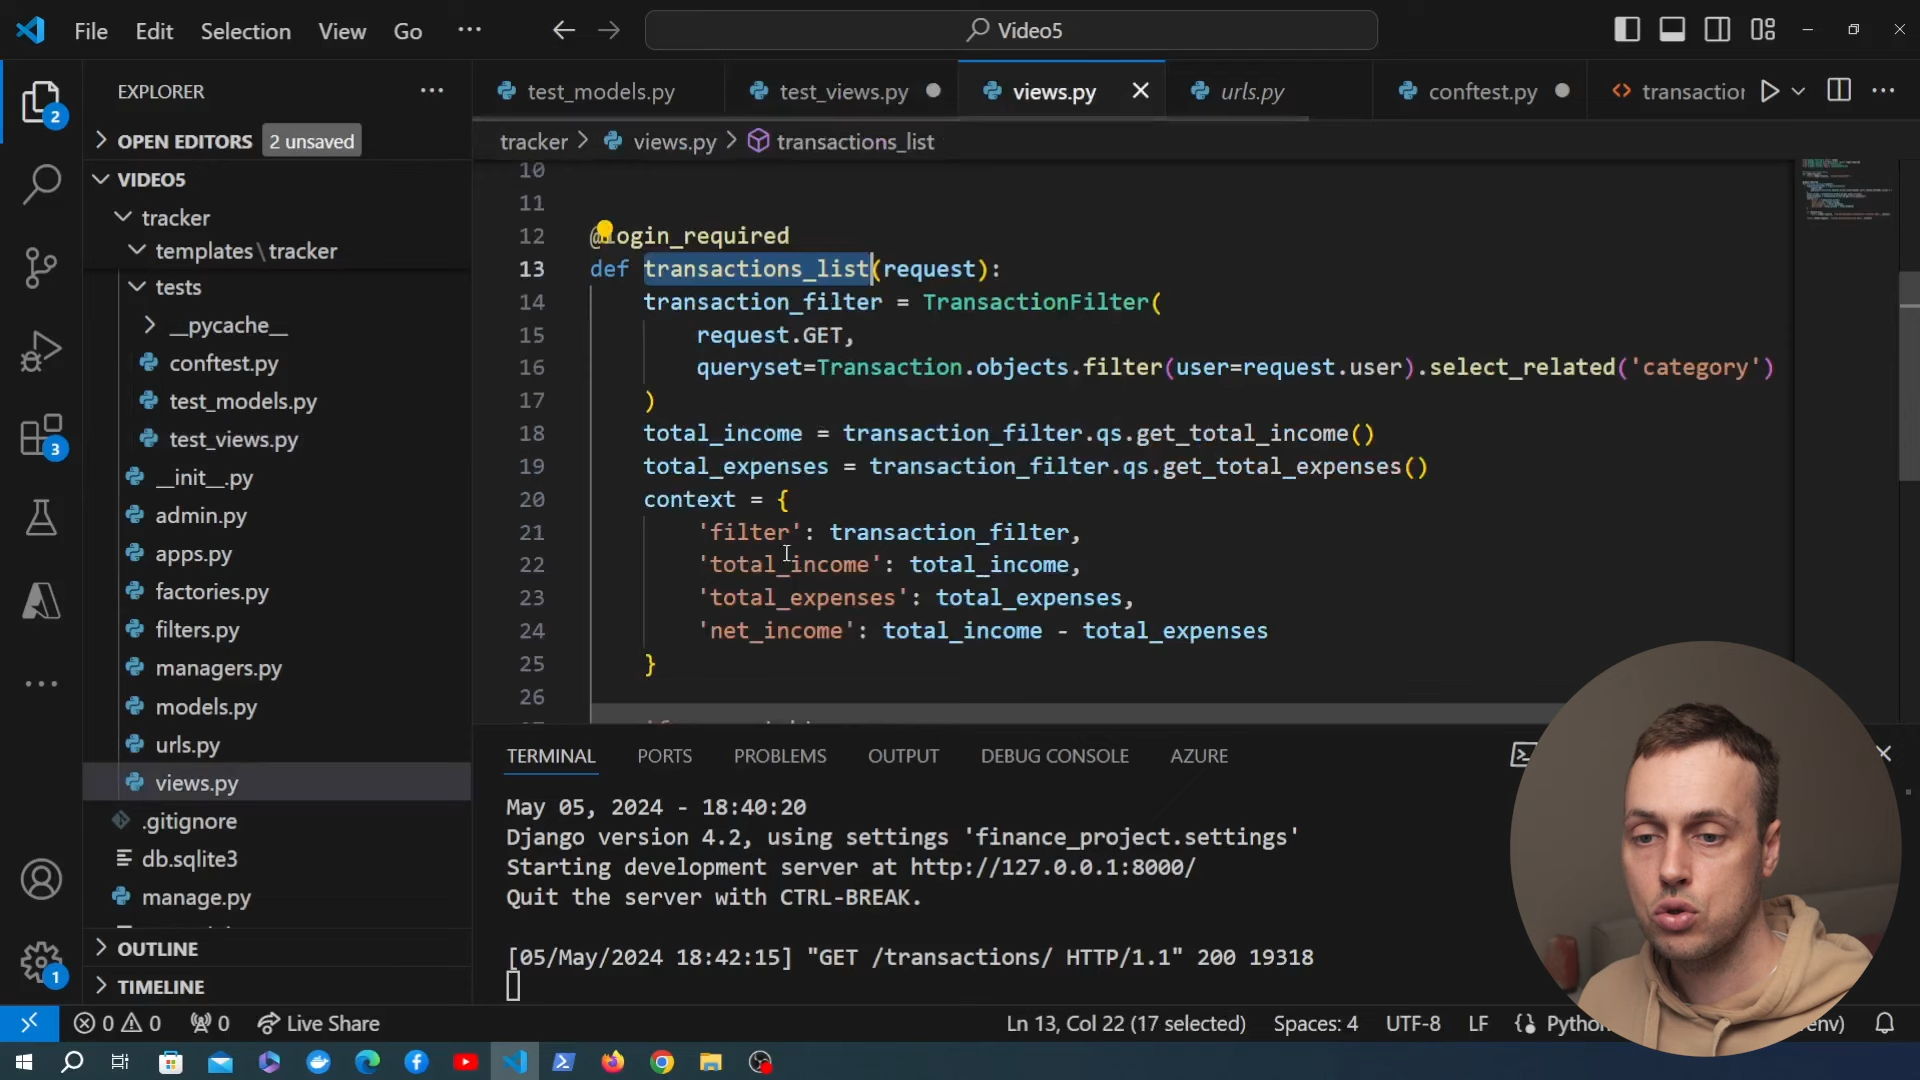 File Edit Selection View Go ··· Video5
EXPLORER ···
OPEN EDITORS 2 unsaved
VIDEO5
tracker
templates\tracker
tests
__pycache__
conftest.py
test_models.py
test_views.py
__init__.py
admin.py
apps.py
factories.py
filters.py
managers.py
models.py
urls.py
views.py
.gitignore
db.sqlite3
manage.py
OUTLINE
TIMELINE
2
3
1
test_models.py test_views.py views.py urls.py conftest.py transaction
tracker > views.py > transactions_list
10
11
12 @login_required
13 def transactions_list(request):
14 transaction_filter = TransactionFilter(
15 request.GET,
16 queryset=Transaction.objects.filter(user=request.user).select_related('category')
17 )
18 total_income = transaction_filter.qs.get_total_income()
19 total_expenses = transaction_filter.qs.get_total_expenses()
20 context = {
21 'filter': transaction_filter,
22 'total_income': total_income,
23 'total_expenses': total_expenses,
24 'net_income': total_income - total_expenses
25 }
26
TERMINAL PORTS PROBLEMS OUTPUT DEBUG CONSOLE AZURE
May 05, 2024 - 18:40:20
Django version 4.2, using settings 'finance_project.settings'
Starting development server at http://127.0.0.1:8000/
Quit the server with CTRL-BREAK.
[05/May/2024 18:42:15] "GET /transactions/ HTTP/1.1" 200 19318
0 0 0 Live Share Ln 13, Col 22 (17 selected) Spaces: 4 UTF-8 LF